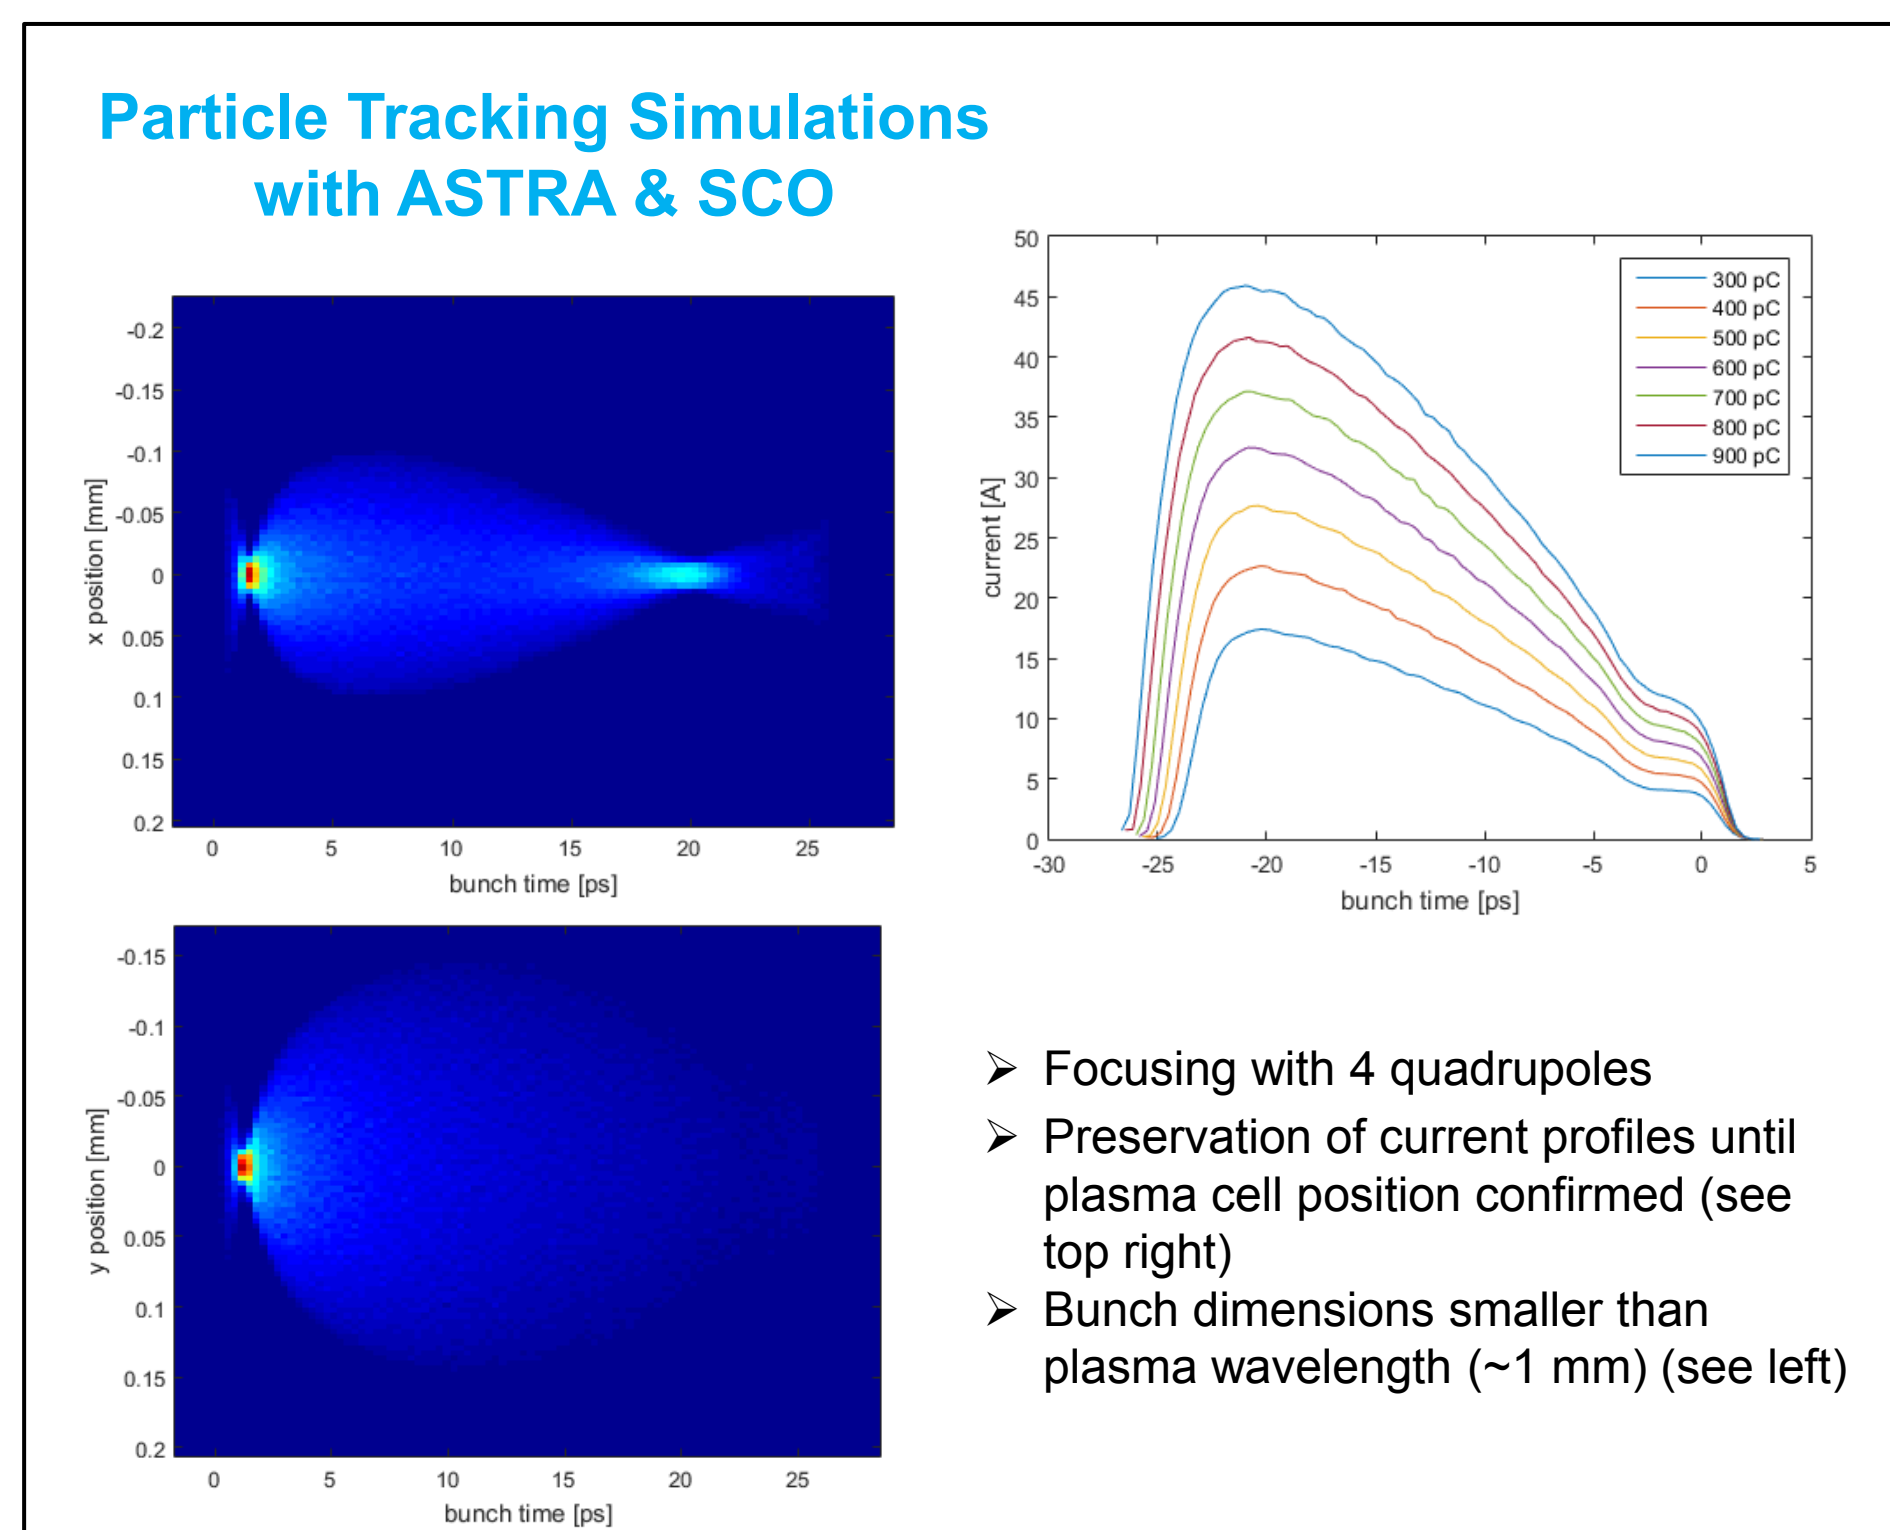 Particle Tracking Simulations
with ASTRA & SCO
-0.2
-0.15
-0.1
-0.05
0
0.05
0.1
0.15
0.2
x position [mm]
0 5 10 15 20 25
bunch time [ps]
50
45
40
35
30
25
20
15
10
5
0
current [A]
300 pC
400 pC
500 pC
600 pC
700 pC
800 pC
900 pC
-30 -25 -20 -15 -10 -5 0 5
bunch time [ps]
-0.15
-0.1
-0.05
0
0.05
0.1
0.15
0.2
y position [mm]
0 5 10 15 20 25
bunch time [ps]
➢ Focusing with 4 quadrupoles
➢ Preservation of current profiles until
plasma cell position confirmed (see
top right)
➢ Bunch dimensions smaller than
plasma wavelength (~1 mm) (see left)